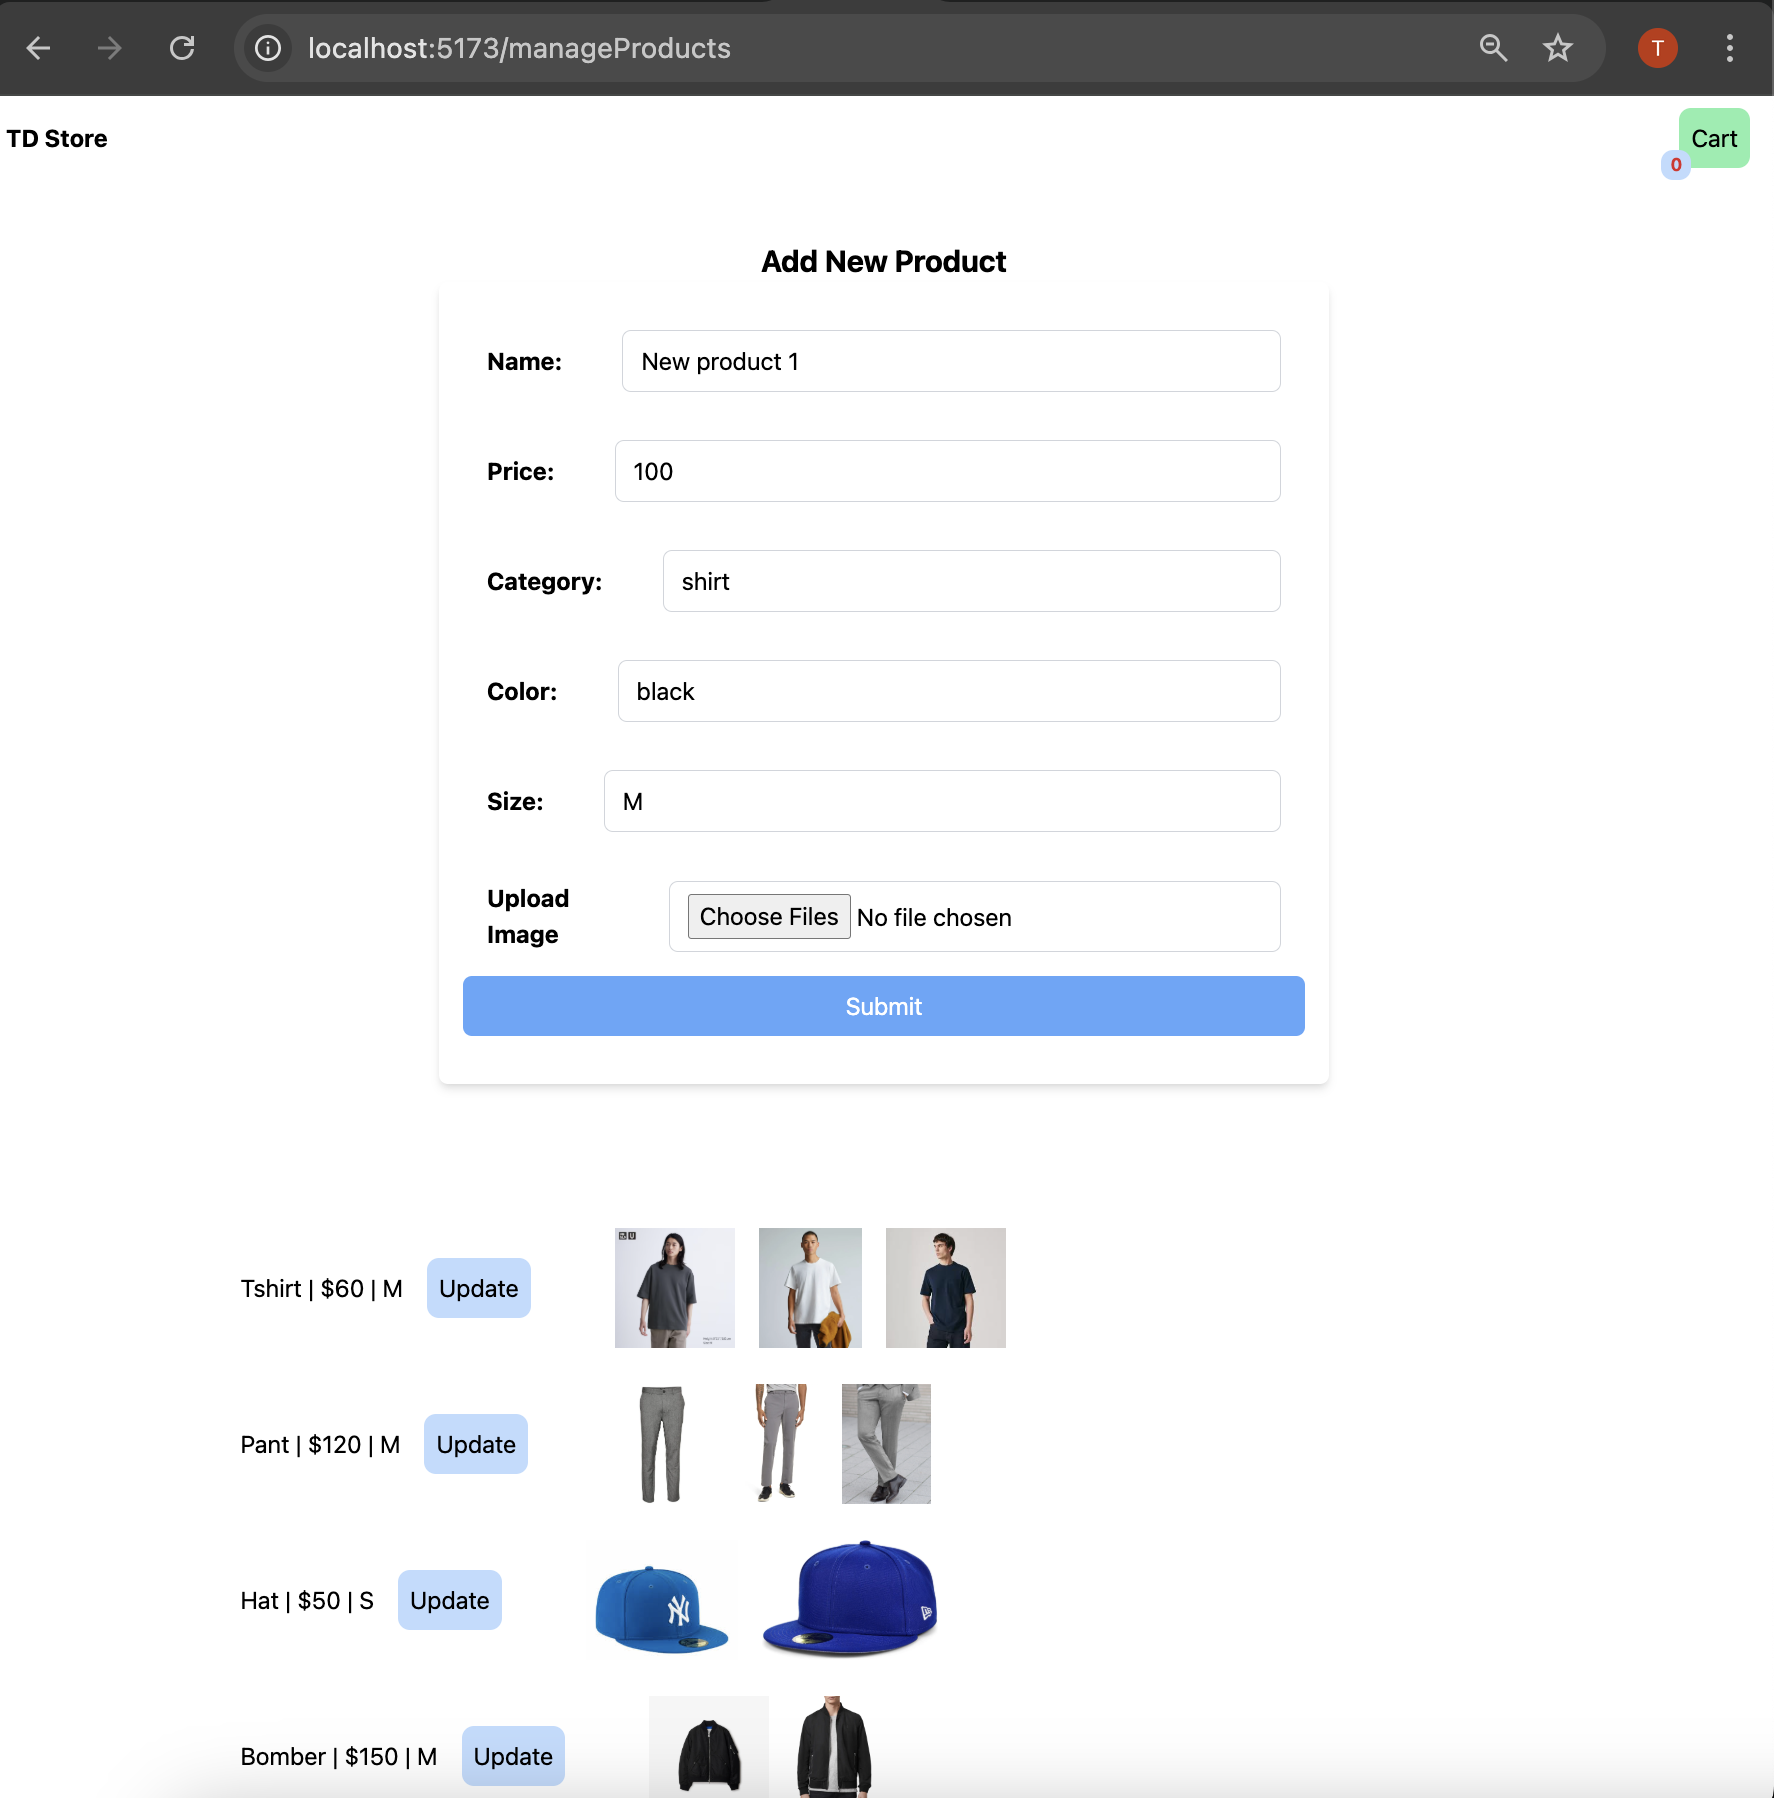 localhost:5173/manageProducts
T
TD Store
Cart
0
Add New Product
Name:
New product 1
Price:
100
Category:
shirt
Color:
black
Size:
M
Upload
Image
Choose Files No file chosen
Submit
Tshirt | $60 | M
Update
Pant | $120 | M
Update
Hat | $50 | S
Update
NY
Bomber | $150 | M
Update